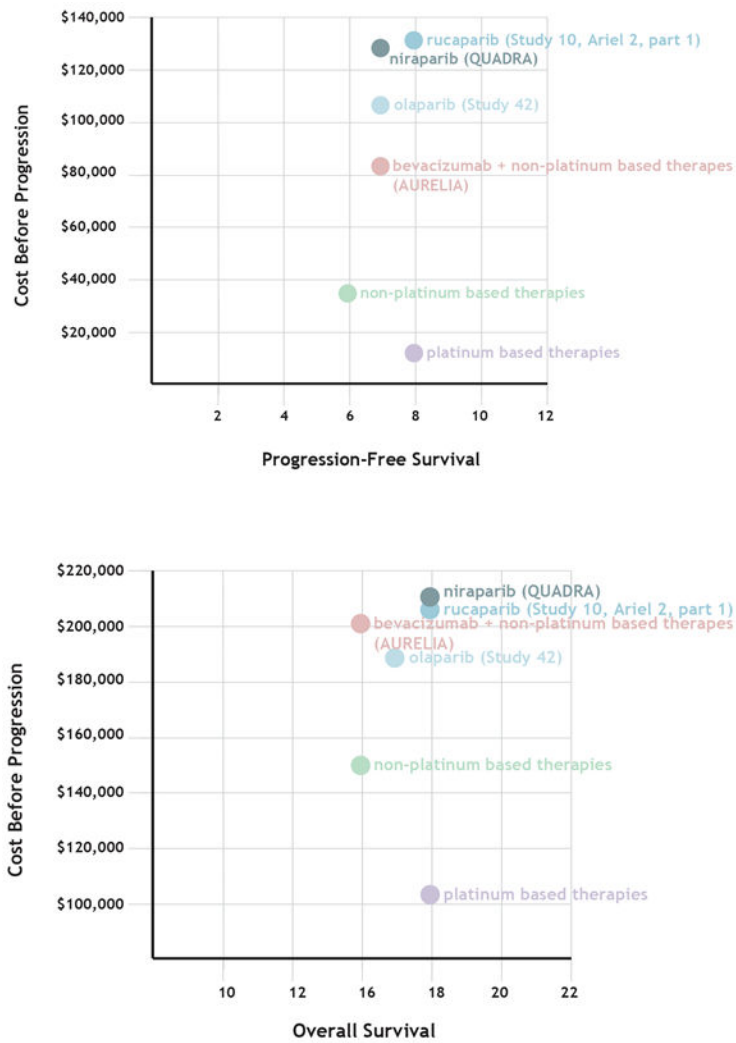 $140,000
rucaparib (Study 10, Ariel 2, part 1)
niraparib (QUADRA)
$120,000
olaparib (Study 42)
$100,000
bevacizumab + non-platinum based therapes
(AURELIA)
$80,000
$60,000
non-platinum based therapies
$40,000
$20,000
platinum based therapies
Cost Before Progression
2 4 6 8 10 12
Progression-Free Survival
$220,000
niraparib (QUADRA)
rucaparib (Study 10, Ariel 2, part 1)
$200,000
bevacizumab + non-platinum based therapes
(AURELIA)
olaparib (Study 42)
$180,000
$160,000
non-platinum based therapies
$140,000
$120,000
platinum based therapies
$100,000
Cost Before Progression
10 12 16 18 20 22
Overall Survival